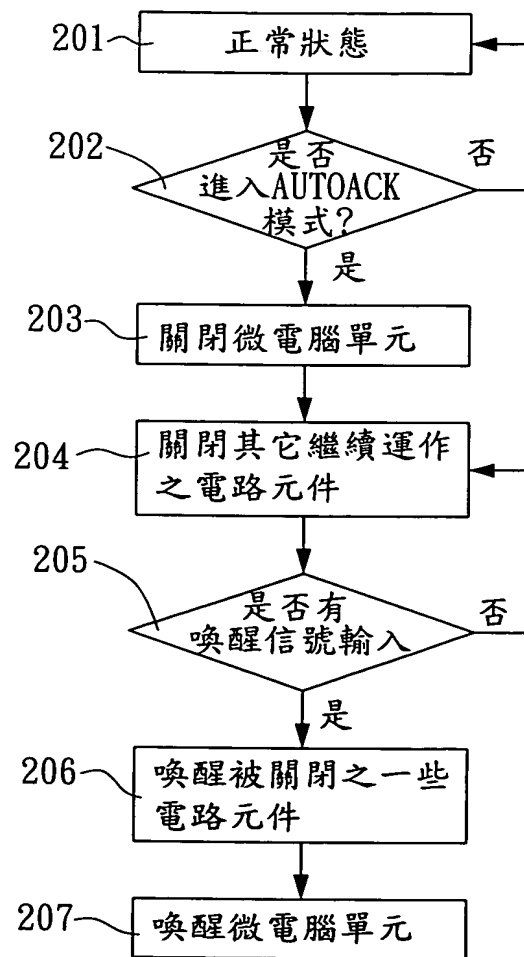 201
正常狀態
202
是否
進入AUTOACK
模式?
否
是
203
關閉微電腦單元
204
關閉其它繼續運作
之電路元件
205
是否有
喚醒信號輸入
否
是
206
喚醒被關閉之一些
電路元件
207
喚醒微電腦單元